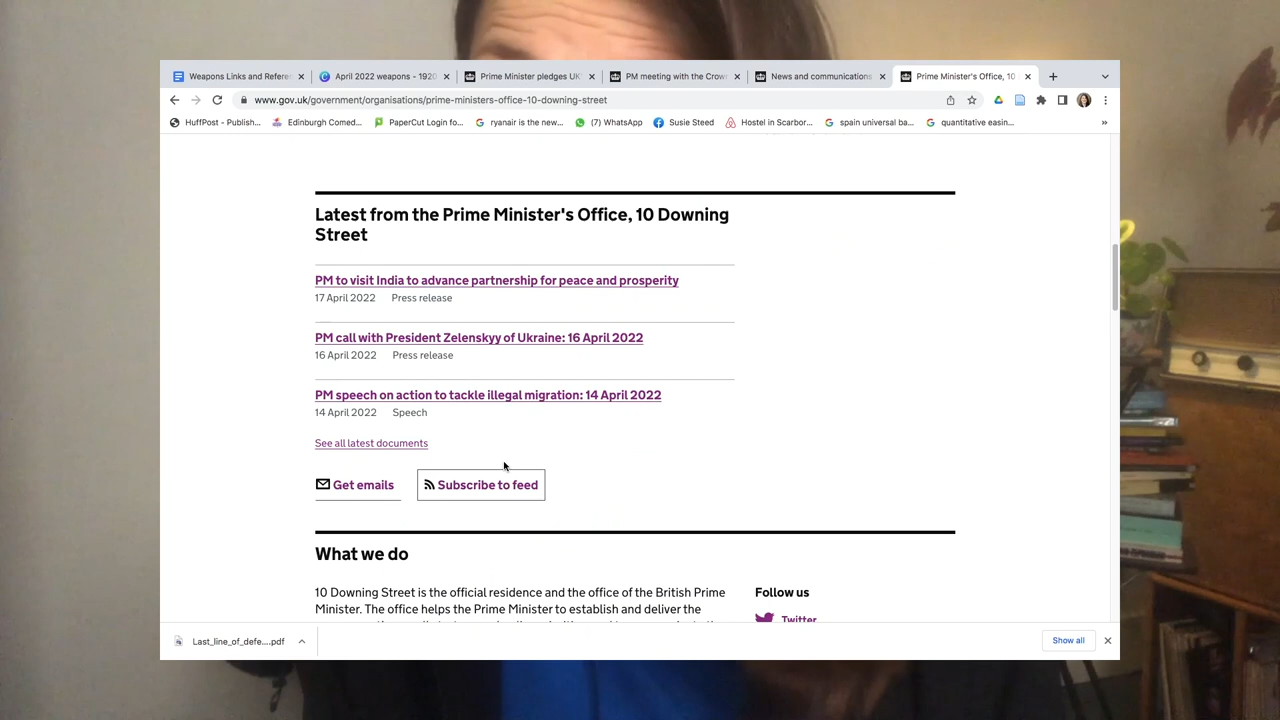 Weapons Links and Referec
April 2022 weapons - 1920
Prime Minister pledges UK'
PM meeting with the Crow
News and communications
Prime Minister's Office, 10
www.gov.uk/government/organisations/prime-ministers-office-10-downing-street
HuffPost - Publish...
Edinburgh Comed...
PaperCut Login fo...
ryanair is the new...
(7) WhatsApp
Susie Steed
Hostel in Scarbor...
spain universal ba...
quantitative easin...
Latest from the Prime Minister's Office, 10 Downing
Street
PM to visit India to advance partnership for peace and prosperity
17 April 2022 Press release
PM call with President Zelenskyy of Ukraine: 16 April 2022
16 April 2022 Press release
PM speech on action to tackle illegal migration: 14 April 2022
14 April 2022 Speech
See all latest documents
Get emails
Subscribe to feed
What we do
10 Downing Street is the official residence and the office of the British Prime
Minister. The office helps the Prime Minister to establish and deliver the
Follow us
Twitter
Last_line_of_defe....pdf
Show all